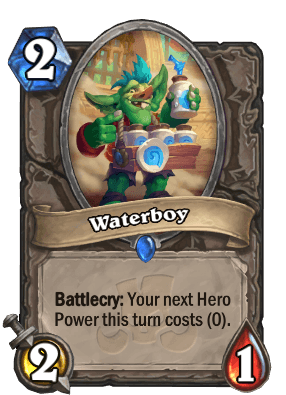 2
Waterboy
Battlecry: Your next Hero
Power this turn costs (0).
2
1